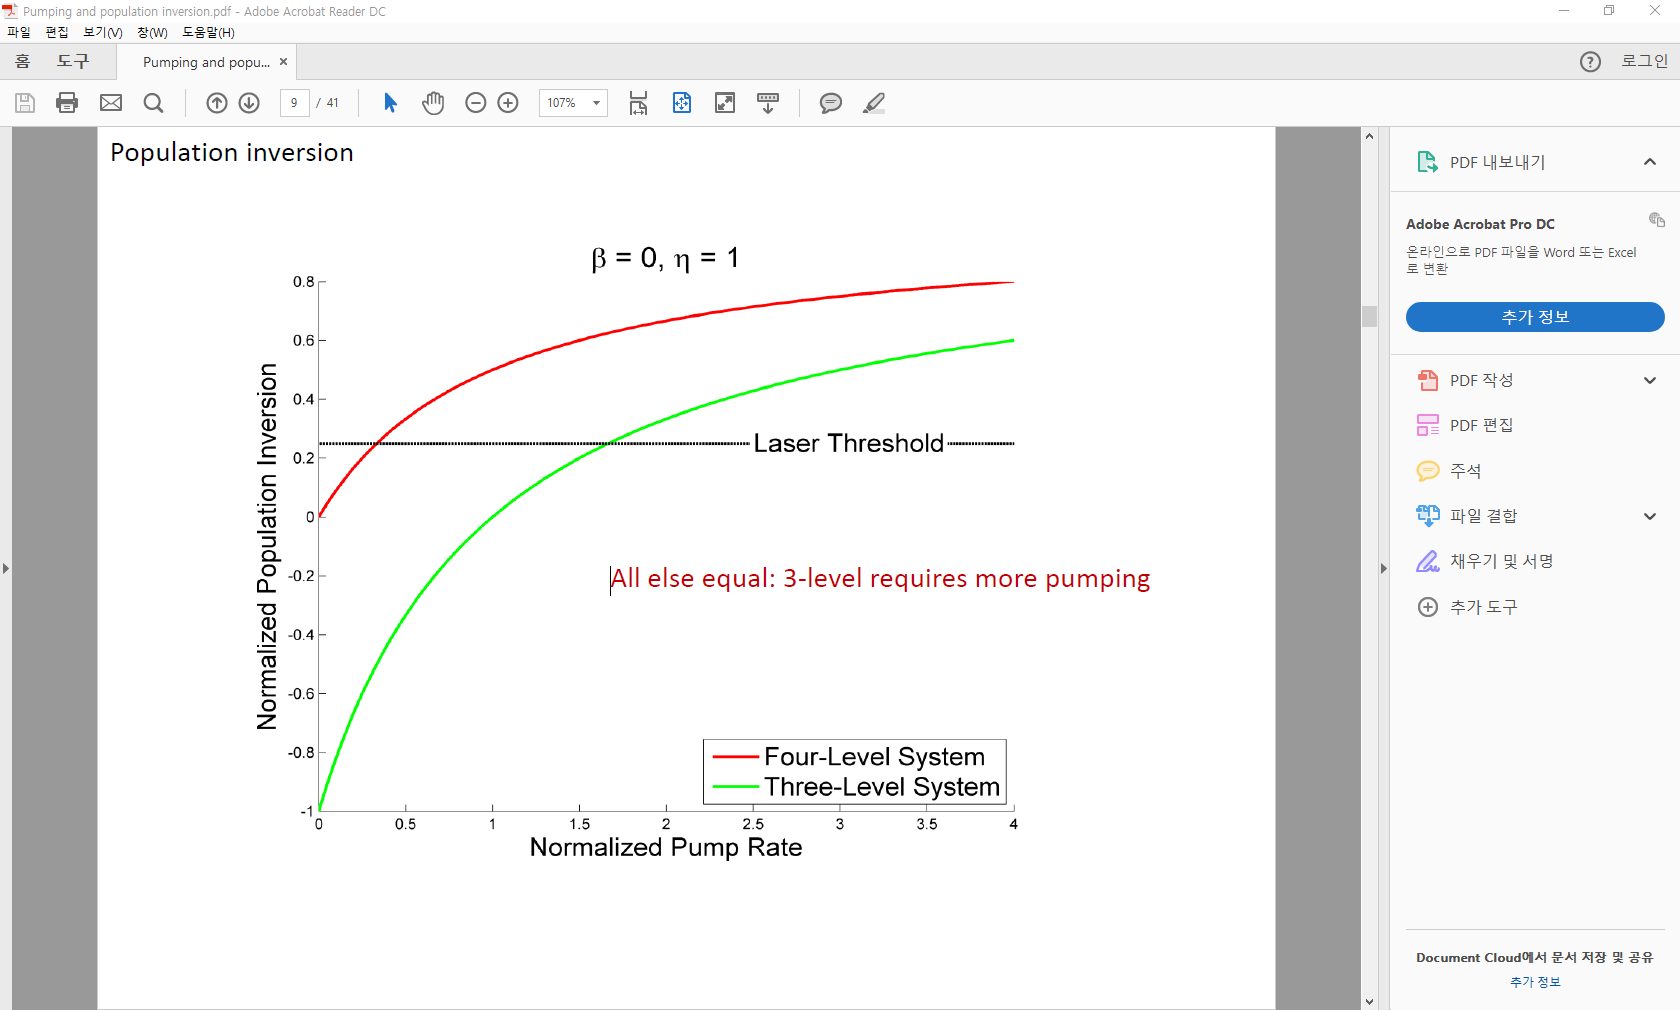 Pumping and population inversion.pdf - Adobe Acrobat Reader DC
파일 편집 보기(V) 창(W) 도움말(H)
홈 도구 Pumping and popu... × ? 로그인
9 / 41 107%
Population inversion
β = 0, η = 1
0.8
0.6
0.4
0.2
0
-0.2
-0.4
-0.6
-0.8
-1
Normalized Population Inversion
Laser Threshold
All else equal: 3-level requires more pumping
Four-Level System
Three-Level System
0 0.5 1 1.5 2 2.5 3 3.5 4
Normalized Pump Rate
PDF 내보내기
Adobe Acrobat Pro DC
온라인으로 PDF 파일을 Word 또는 Excel
로 변환
추가 정보
PDF 작성
PDF 편집
주석
파일 결합
채우기 및 서명
추가 도구
Document Cloud에서 문서 저장 및 공유
추가 정보